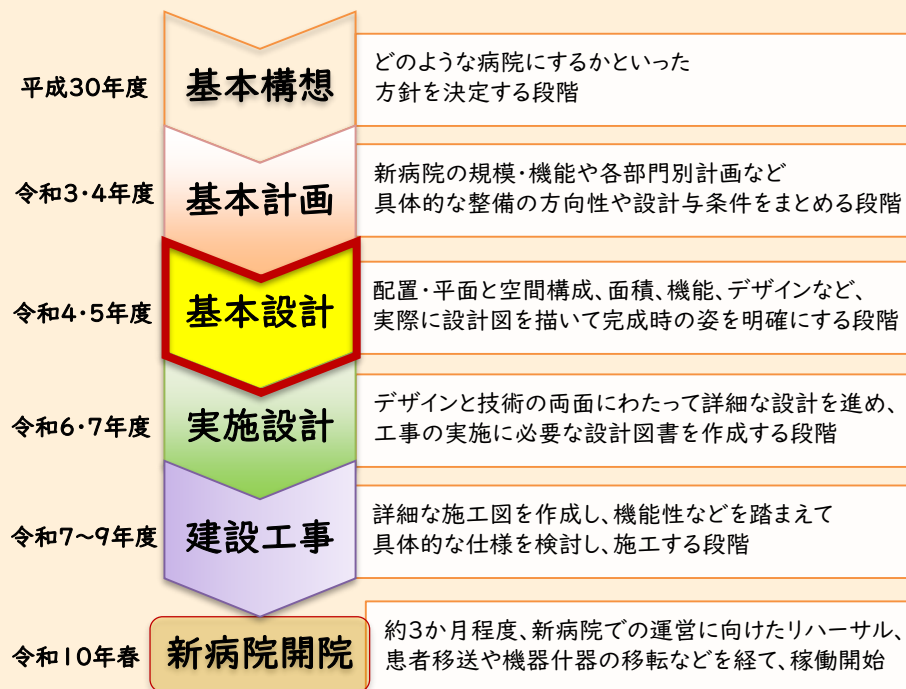 平成30年度
基本構想
どのような病院にするかといった
方針を決定する段階
令和3・4年度
基本計画
新病院の規模・機能や各部門別計画など
具体的な整備の方向性や設計与条件をまとめる段階
令和4・5年度
基本設計
配置・平面と空間構成、面積、機能、デザインなど、
実際に設計図を描いて完成時の姿を明確にする段階
令和6・7年度
実施設計
デザインと技術の両面にわたって詳細な設計を進め、
工事の実施に必要な設計図書を作成する段階
令和7~9年度
建設工事
詳細な施工図を作成し、機能性などを踏まえて
具体的な仕様を検討し、施工する段階
令和10年春
新病院開院
約3か月程度、新病院での運営に向けたリハーサル、
患者移送や機器什器の移転などを経て、稼働開始